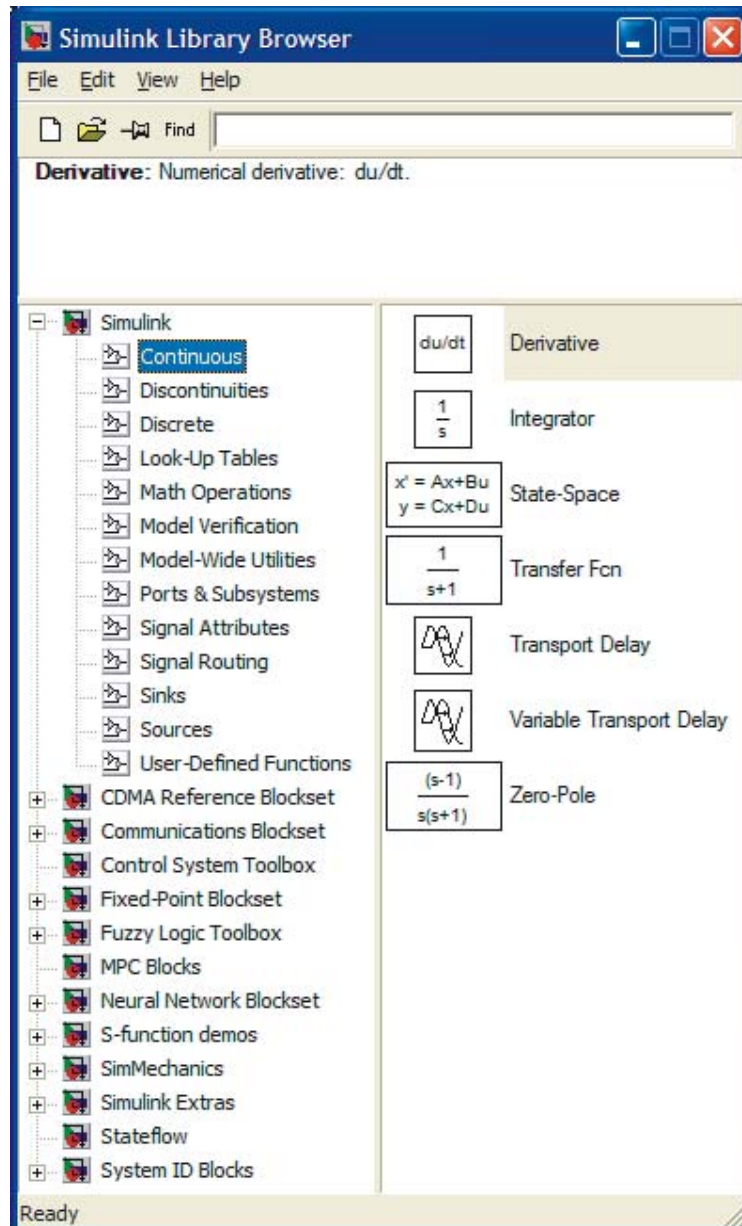 Simulink Library Browser
File Edit View Help
Find
Derivative: Numerical derivative: du/dt.
Simulink
Continuous
Discontinuities
Discrete
Look-Up Tables
Math Operations
Model Verification
Model-Wide Utilities
Ports & Subsystems
Signal Attributes
Signal Routing
Sinks
Sources
User-Defined Functions
CDMA Reference Blockset
Communications Blockset
Control System Toolbox
Fixed-Point Blockset
Fuzzy Logic Toolbox
MPC Blocks
Neural Network Blockset
S-function demos
SimMechanics
Simulink Extras
Stateflow
System ID Blocks
du/dt Derivative
1
s
Integrator
x' = Ax+Bu
y = Cx+Du
State-Space
1
s+1
Transfer Fcn
Transport Delay
Variable Transport Delay
(s-1)
s(s+1)
Zero-Pole
Ready